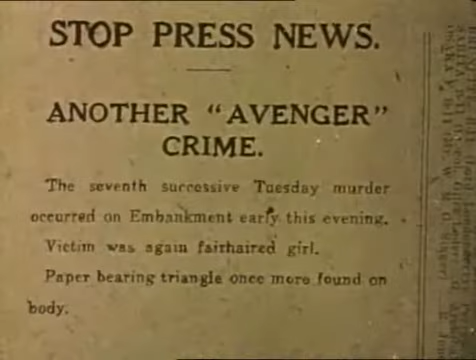 STOP PRESS NEWS.
ANOTHER "AVENGER"
CRIME.
The seventh successive Tuesday murder
occurred on Embankment early this evening.
Victim was again fairhaired girl.
Paper bearing triangle once more found on
body.